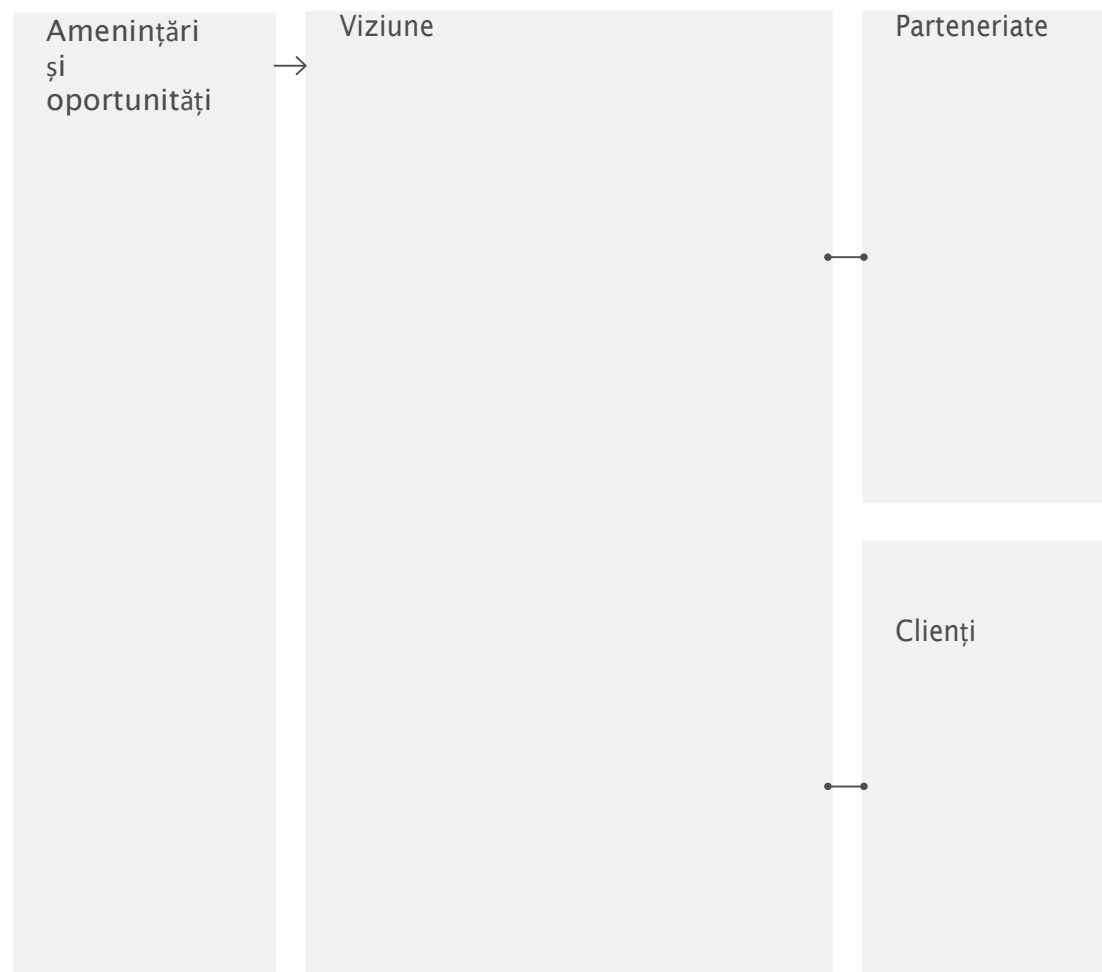 Amenințări
și
oportunități
Viziune
Parteneriate
Clienți